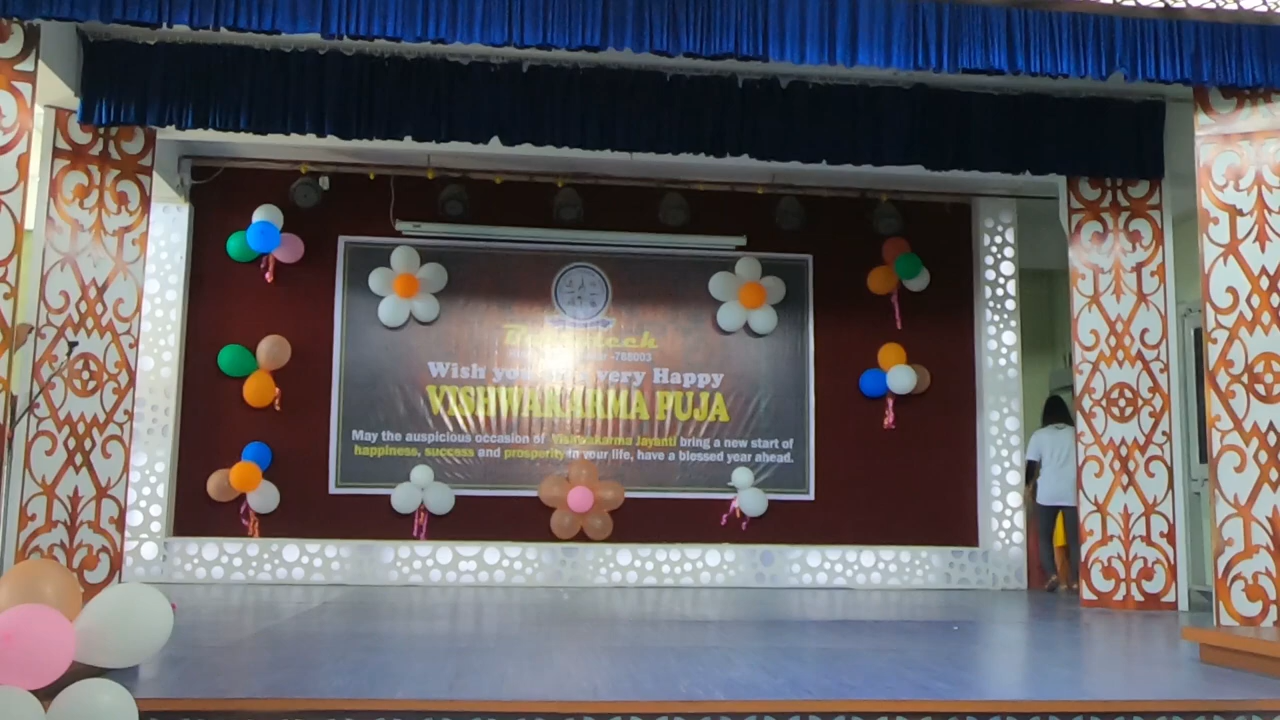 -788003
Wish you very Happy
VISHWAKARMA PUJA
May the auspicious occasion of Vishwakarma Jayanti bring a new start of
happiness, success and prosperity in your life, have a blessed year ahead.